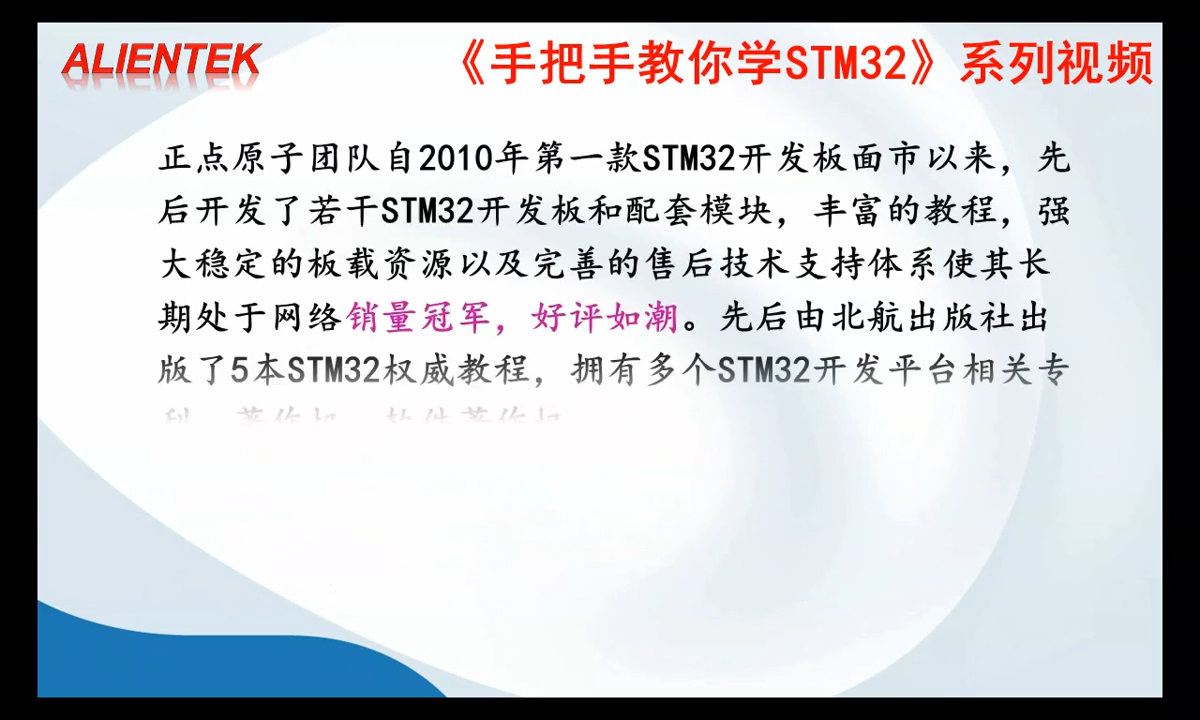 ALIENTEK
《手把手教你学STM32》系列视频
正点原子团队自2010年第一款STM32开发板面市以来，先
后开发了若干STM32开发板和配套模块，丰富的教程，强
大稳定的板载资源以及完善的售后技术支持体系使其长
期处于网络销量冠军，好评如潮。先后由北航出版社出
版了5本STM32权威教程，拥有多个STM32开发平台相关专